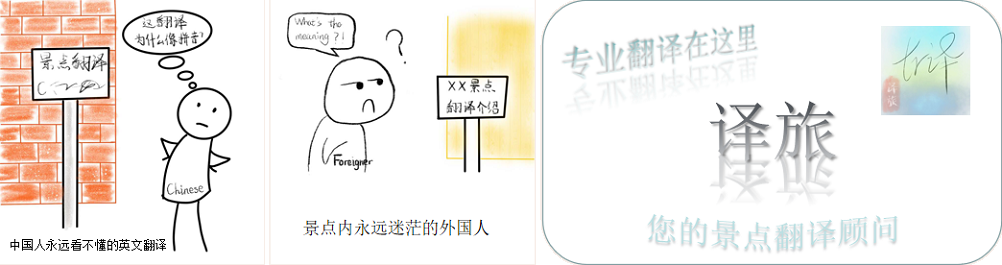 这翻译
为什么像拼音?
景点翻译
Chinese
中国人永远看不懂的英文翻译
What's the
meaning?!
XX景点
翻译介绍
Foreigner
景点内永远迷茫的外国人
专业翻译在这里
译旅
您的景点翻译顾问